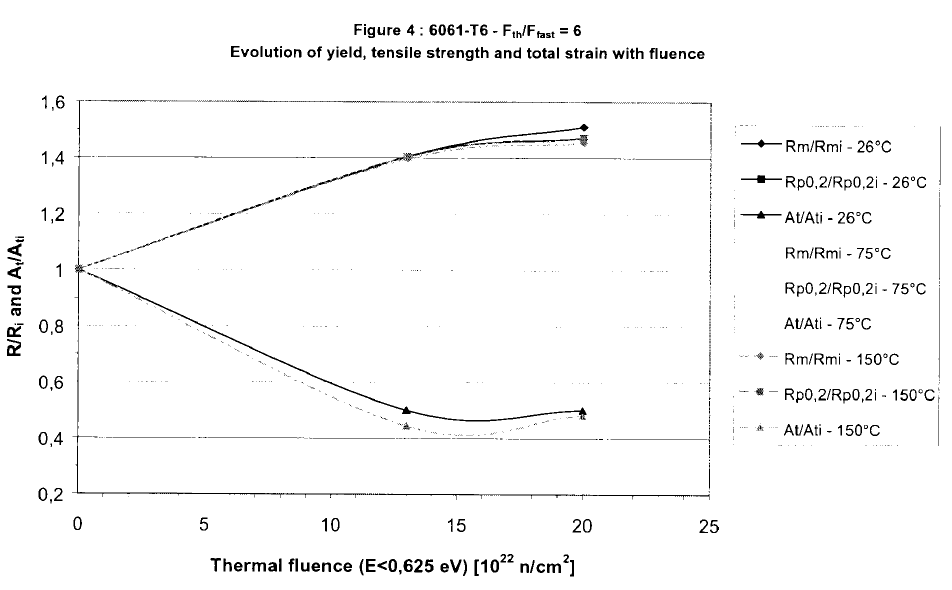 Figure 4 : 6061-T6 - Fth/Ffast = 6
Evolution of yield, tensile strength and total strain with fluence
R/Ri and At/Ati
1,6
1,4
1,2
1
0,8
0,6
0,4
0,2
0
5
10
15
20
25
Thermal fluence (E<0,625 eV) [10^22 n/cm^2]
Rm/Rmi - 26°C
Rp0,2/Rp0,2i - 26°C
At/Ati - 26°C
Rm/Rmi - 75°C
Rp0,2/Rp0,2i - 75°C
At/Ati - 75°C
Rm/Rmi - 150°C
Rp0,2/Rp0,2i - 150°C
At/Ati - 150°C